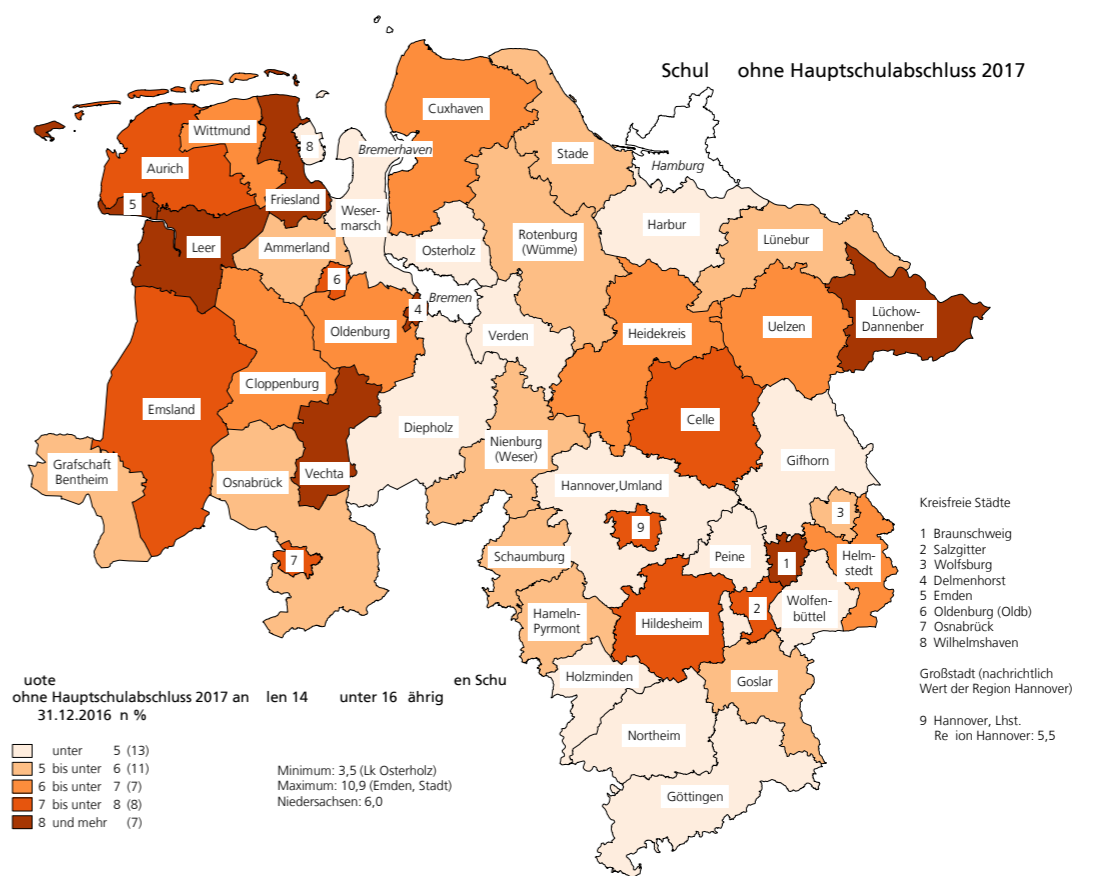 Schul ohne Hauptschulabschluss 2017
Cuxhaven
Wittmund
Stade
8
Bremerhaven
Aurich
Hamburg
Friesland
5
Weser-
marsch
Harbur
Rotenburg
(Wümme)
Lünebur
Leer
Ammerland
Osterholz
6
Bremen
4
Lüchow-
Dannenber
Oldenburg
Verden
Heidekreis
Uelzen
Cloppenburg
Emsland
Celle
Diepholz
Nienburg
(Weser)
Gifhorn
Grafschaft
Bentheim
Osnabrück
Vechta
Hannover,Umland
9
3
7
Schaumburg
Peine
1
Helm-
stedt
2
Wolfen-
büttel
Hameln-
Pyrmont
Hildesheim
Holzminden
Goslar
Northeim
Göttingen
Kreisfreie Städte
1 Braunschweig
2 Salzgitter
3 Wolfsburg
4 Delmenhorst
5 Emden
6 Oldenburg (Oldb)
7 Osnabrück
8 Wilhelmshaven
Großstadt (nachrichtlich
Wert der Region Hannover)
9 Hannover, Lhst.
Re ion Hannover: 5,5
uote en Schu
ohne Hauptschulabschluss 2017 an len 14 unter 16 ährig
31.12.2016 n %
unter 5 (13)
5 bis unter 6 (11)
6 bis unter 7 (7)
7 bis unter 8 (8)
8 und mehr (7)
Minimum: 3,5 (Lk Osterholz)
Maximum: 10,9 (Emden, Stadt)
Niedersachsen: 6,0